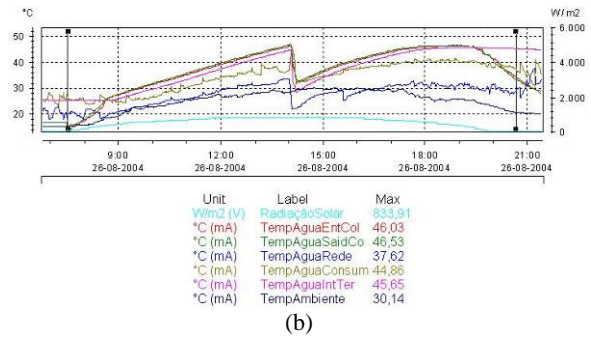 °C W/m2
50 6.000
40 4.000
30 2.000
20 0
9:00 12:00 15:00 18:00 21:00
26-08-2004 26-08-2004 26-08-2004 26-08-2004 26-08-2004
Unit Label Max
W/m2 (V) RadiaçãoSolar 833,91
°C (mA) TempAguaEntCol 46,03
°C (mA) TempAguaSaidCo 46,53
°C (mA) TempAguaRede 37,62
°C (mA) TempAguaConsum 44,86
°C (mA) TempAguaIntTer 45,65
°C (mA) TempAmbiente 30,14
(b)